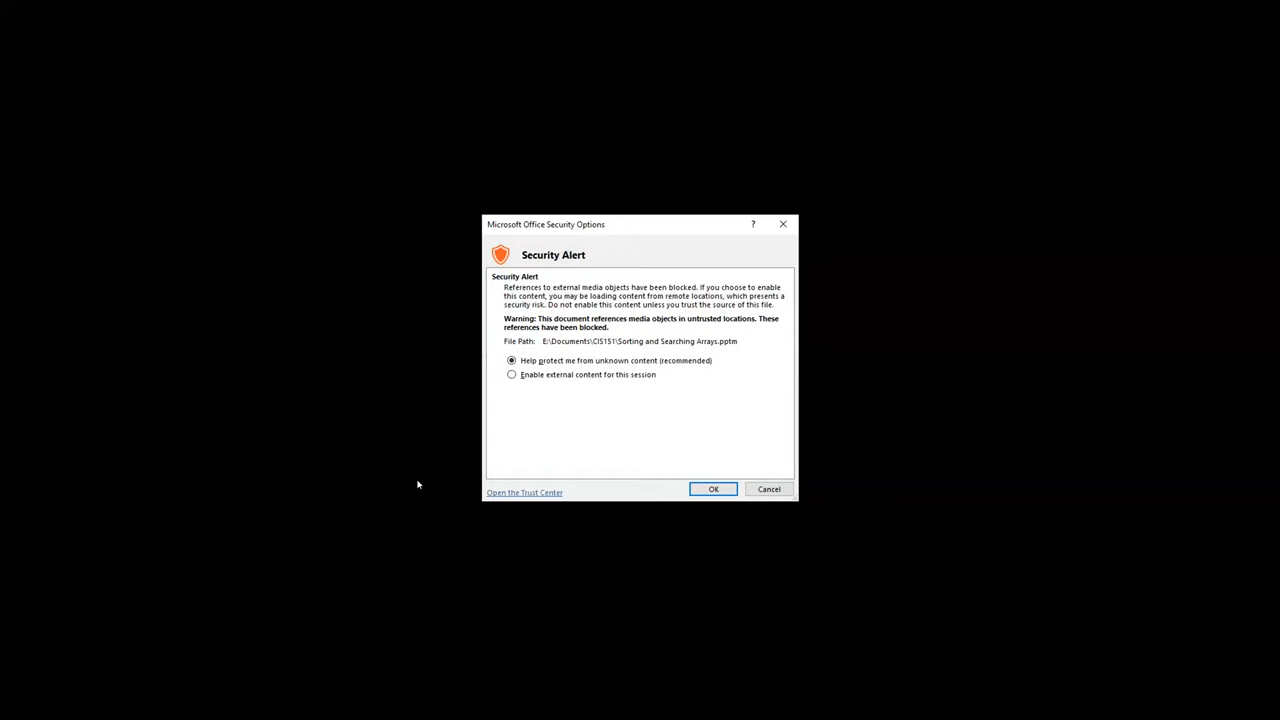 Microsoft Office Security Options
?
Security Alert
Security Alert
References to external media objects have been blocked. If you choose to enable
this content, you may be loading content from remote locations, which presents a
security risk. Do not enable this content unless you trust the source of this file.
Warning: This document references media objects in untrusted locations. These
references have been blocked.
File Path: E:\Documents\CIS151\Sorting and Searching Arrays.pptm
Help protect me from unknown content (recommended)
Enable external content for this session
Open the Trust Center
OK
Cancel